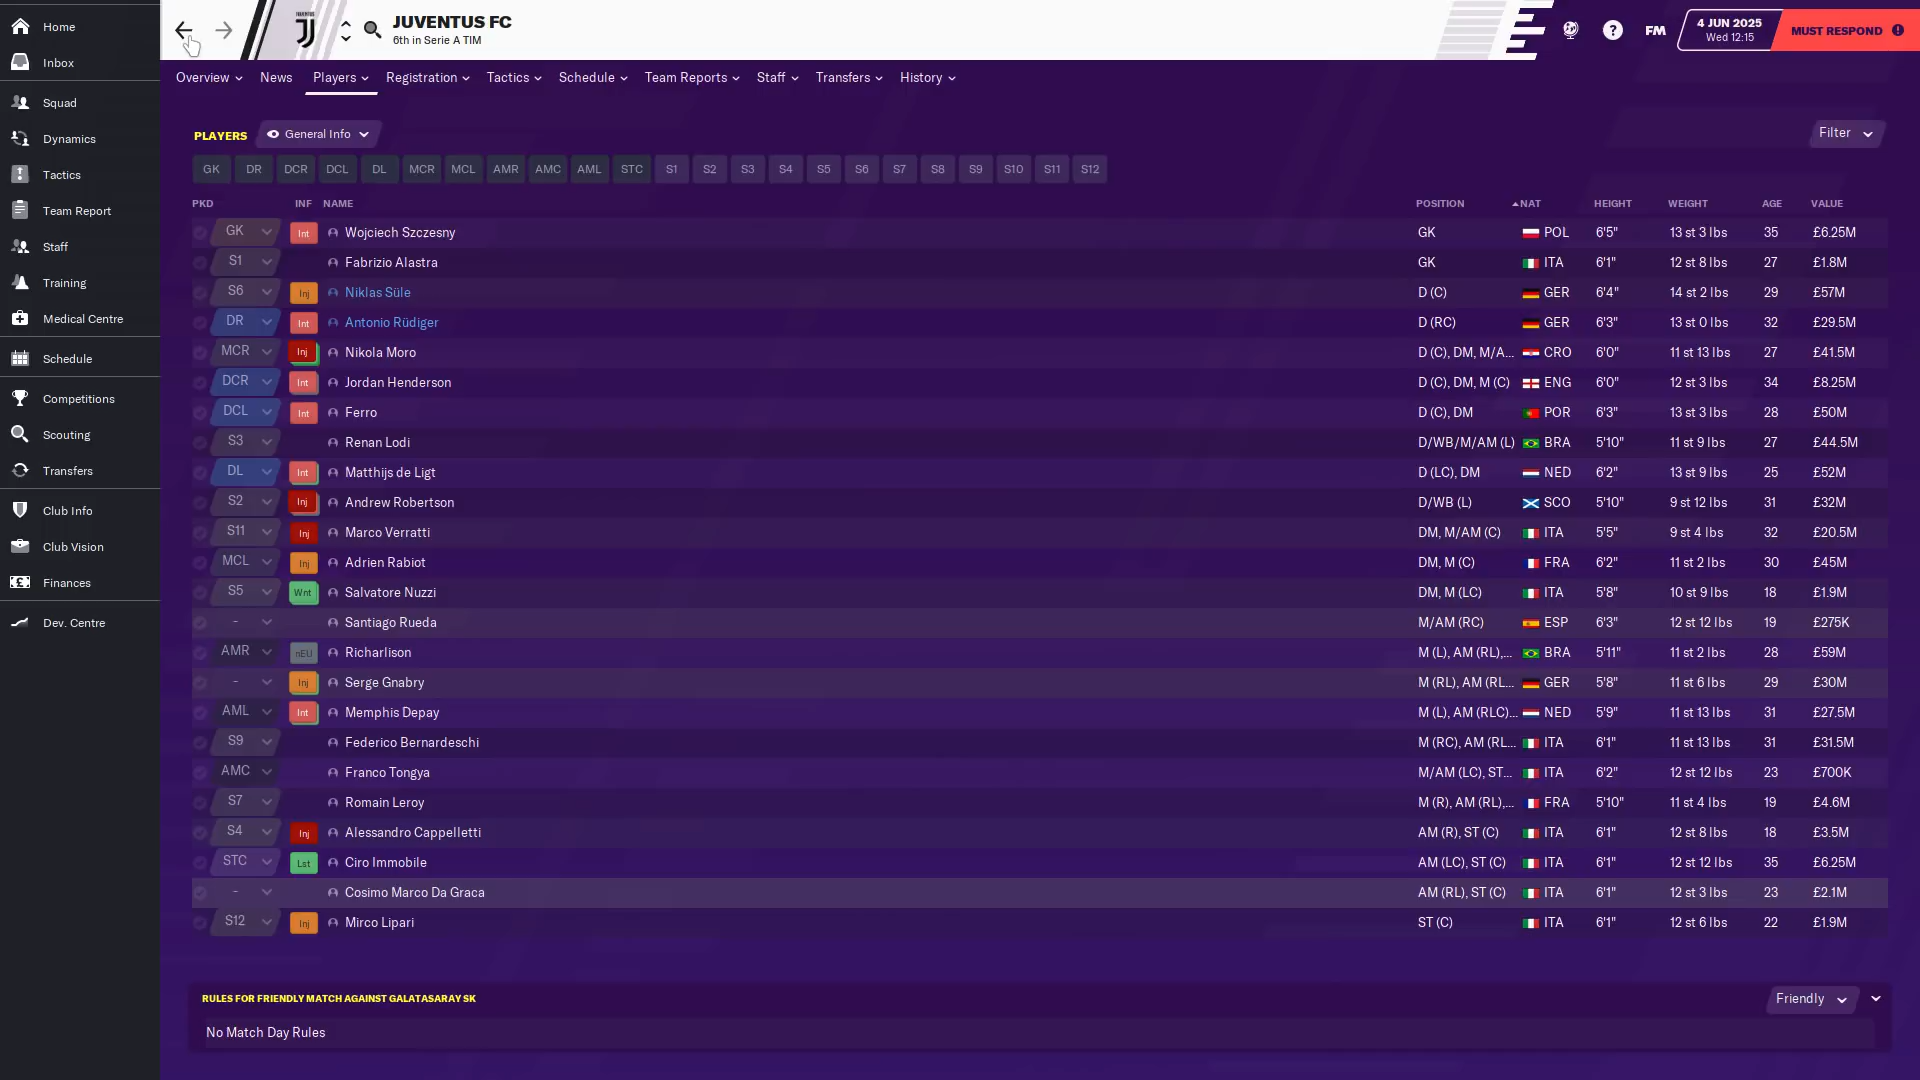 Home
Inbox
Squad
Dynamics
Tactics
Team Report
Staff
Training
Medical Centre
Schedule
Competitions
Scouting
Transfers
Club Info
Club Vision
Finances
Dev. Centre
JUVENTUS FC
6th in Serie A TIM
FM
4 JUN 2025
Wed 12:15
MUST RESPOND
Overview News Players Registration Tactics Schedule Team Reports Staff Transfers History
PLAYERS General Info Filter
GK DR DCR DCL DL MCR MCL AMR AMC AML STC S1 S2 S3 S4 S5 S6 S7 S8 S9 S10 S11 S12
PKD INF NAME POSITION NAT HEIGHT WEIGHT AGE VALUE
GK Int Wojciech Szczesny GK POL 6'5" 13 st 3 lbs 35 £6.25M
S1 Fabrizio Alastra GK ITA 6'1" 12 st 8 lbs 27 £1.8M
S6 Inj Niklas Süle D (C) GER 6'4" 14 st 2 lbs 29 £57M
DR Int Antonio Rüdiger D (RC) GER 6'3" 13 st 0 lbs 32 £29.5M
MCR Inj Nikola Moro D (C), DM, M/A... CRO 6'0" 11 st 13 lbs 27 £41.5M
DCR Int Jordan Henderson D (C), DM, M (C) ENG 6'0" 12 st 3 lbs 34 £8.25M
DCL Int Ferro D (C), DM POR 6'3" 13 st 3 lbs 28 £50M
S3 Renan Lodi D/WB/M/AM (L) BRA 5'10" 11 st 9 lbs 27 £44.5M
DL Int Matthijs de Ligt D (LC), DM NED 6'2" 13 st 9 lbs 25 £52M
S2 Inj Andrew Robertson D/WB (L) SCO 5'10" 9 st 12 lbs 31 £32M
S11 Inj Marco Verratti DM, M/AM (C) ITA 5'5" 9 st 4 lbs 32 £20.5M
MCL Inj Adrien Rabiot DM, M (C) FRA 6'2" 11 st 2 lbs 30 £45M
S5 Wnt Salvatore Nuzzi DM, M (LC) ITA 5'8" 10 st 9 lbs 18 £1.9M
- Santiago Rueda M/AM (RC) ESP 6'3" 12 st 12 lbs 19 £275K
AMR nEU Richarlison M (L), AM (RL),... BRA 5'11" 11 st 2 lbs 28 £59M
- Inj Serge Gnabry M (RL), AM (RL... GER 5'8" 11 st 6 lbs 29 £30M
AML Int Memphis Depay M (L), AM (RLC)... NED 5'9" 11 st 13 lbs 31 £27.5M
S9 Federico Bernardeschi M (RC), AM (RL... ITA 6'1" 11 st 13 lbs 31 £31.5M
AMC Franco Tongya M/AM (LC), ST... ITA 6'2" 12 st 12 lbs 23 £700K
S7 Romain Leroy M (R), AM (RL),... FRA 5'10" 11 st 4 lbs 19 £4.6M
S4 Inj Alessandro Cappelletti AM (R), ST (C) ITA 6'1" 12 st 8 lbs 18 £3.5M
STC Lst Ciro Immobile AM (LC), ST (C) ITA 6'1" 12 st 12 lbs 35 £6.25M
- Cosimo Marco Da Graca AM (RL), ST (C) ITA 6'1" 12 st 3 lbs 23 £2.1M
S12 Inj Mirco Lipari ST (C) ITA 6'1" 12 st 6 lbs 22 £1.9M
RULES FOR FRIENDLY MATCH AGAINST GALATASARAY SK Friendly
No Match Day Rules